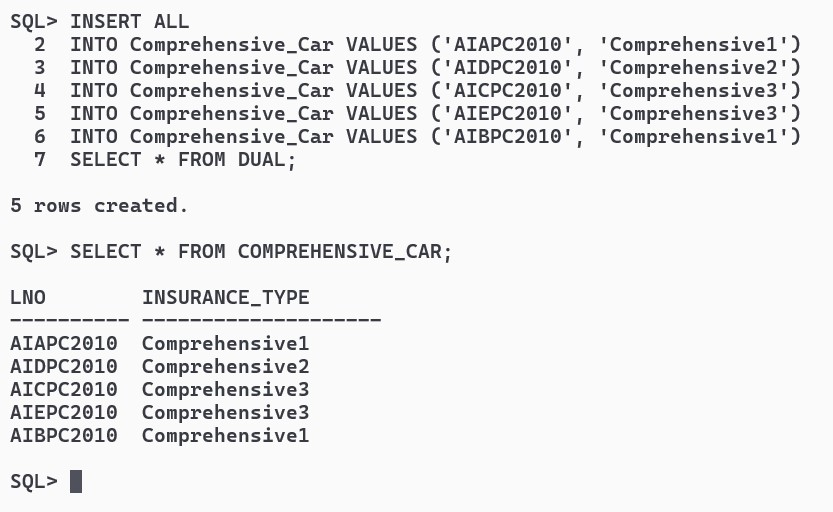 SQL> INSERT ALL
  2  INTO Comprehensive_Car VALUES ('AIAPC2010', 'Comprehensive1')
  3  INTO Comprehensive_Car VALUES ('AIDPC2010', 'Comprehensive2')
  4  INTO Comprehensive_Car VALUES ('AICPC2010', 'Comprehensive3')
  5  INTO Comprehensive_Car VALUES ('AIEPC2010', 'Comprehensive3')
  6  INTO Comprehensive_Car VALUES ('AIBPC2010', 'Comprehensive1')
  7  SELECT * FROM DUAL;

5 rows created.

SQL> SELECT * FROM COMPREHENSIVE_CAR;

LNO        INSURANCE_TYPE
---------- --------------------
AIAPC2010  Comprehensive1
AIDPC2010  Comprehensive2
AICPC2010  Comprehensive3
AIEPC2010  Comprehensive3
AIBPC2010  Comprehensive1

SQL>